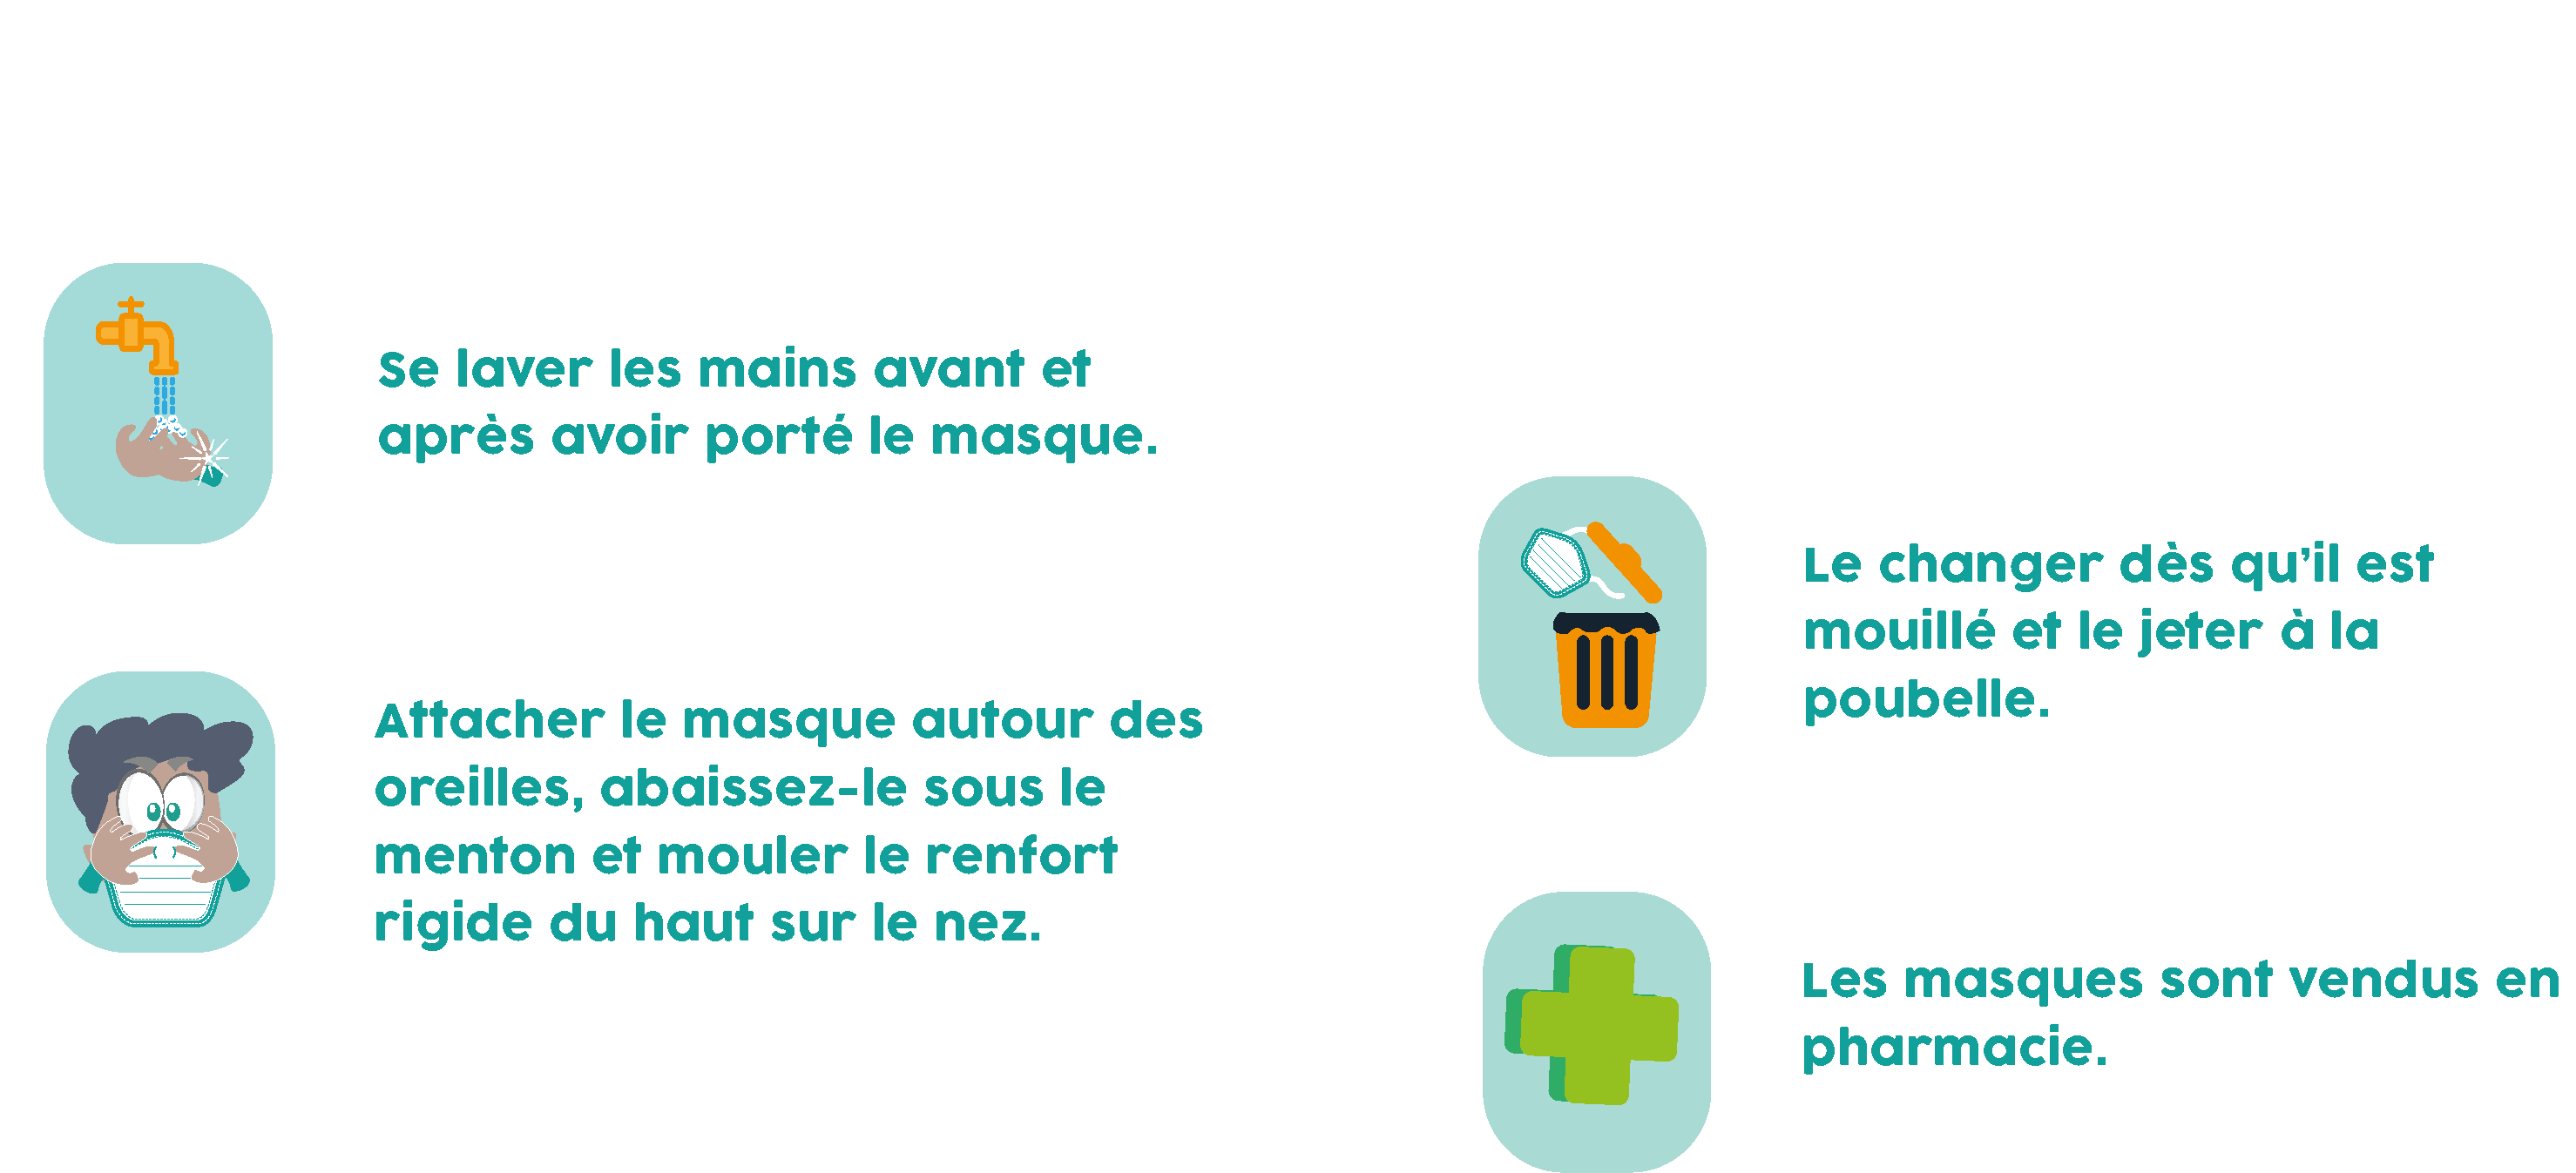 Se laver les mains avant et
après avoir porté le masque.
Attacher le masque autour des
oreilles, abaissez-le sous le
menton et mouler le renfort
rigide du haut sur le nez.
Le changer dès qu’il est
mouillé et le jeter à la
poubelle.
Les masques sont vendus en
pharmacie.